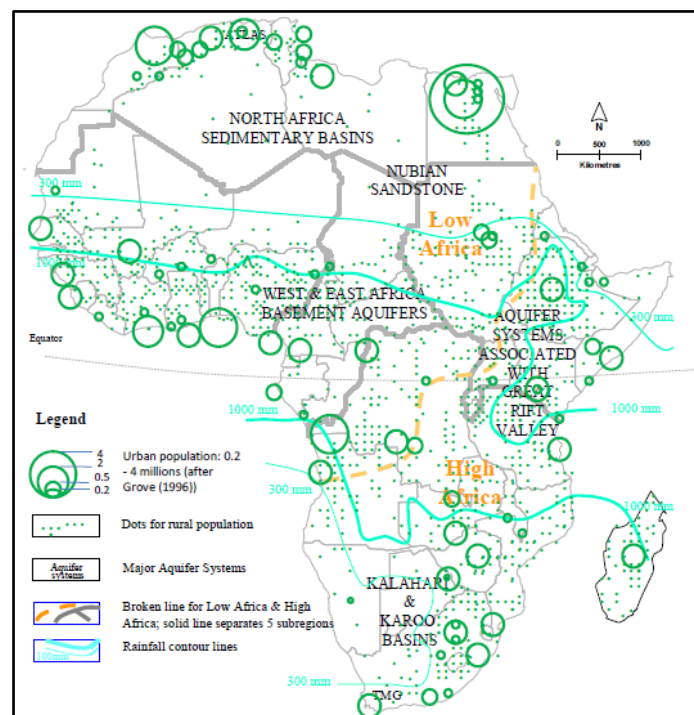 ATLAS
NORTH AFRICA
SEDIMENTARY BASINS
N
0 500 1000
Kilometres
NUBIAN
SANDSTONE
300 mm
Low
Africa
1000 mm
WEST & EAST AFRICA
BASEMENT AQUIFERS
300 mm
AQUIFER
SYSTEMS
ASSOCIATED
WITH
GREAT
RIFT
VALLEY
Equator
1000 mm
1000 mm
300 mm
High
Africa
1000 mm
KALAHARI
&
KAROO
BASINS
300 mm
TMG
Legend
4
2
0.5
0.2
Urban population: 0.2
- 4 millions (after
Grove (1996))
Dots for rural population
Aquifer
systems
Major Aquifer Systems
Broken line for Low Africa & High
Africa; solid line separates 5 subregions
100mm
Rainfall contour lines